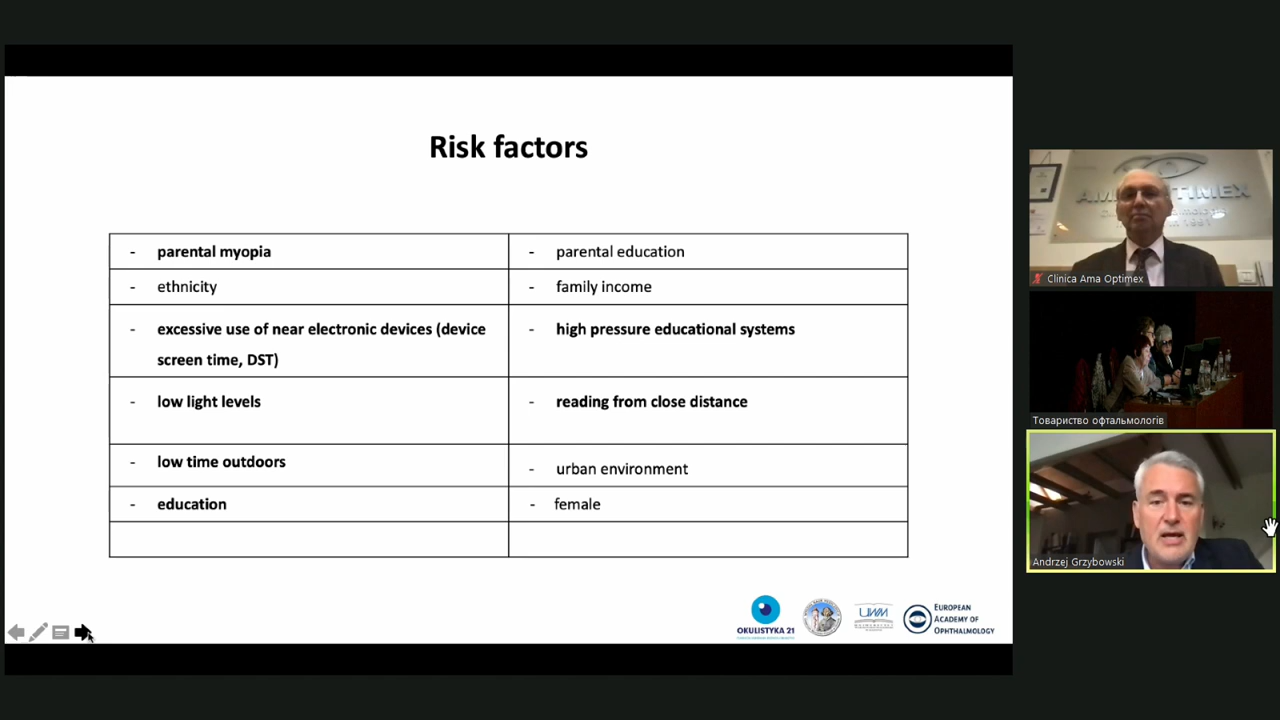 Risk factors
- parental myopia
- parental education
- ethnicity
- family income
- excessive use of near electronic devices (device
screen time, DST)
- high pressure educational systems
- low light levels
- reading from close distance
- low time outdoors
- urban environment
- education
- female
OKULISTYKA 21
UWM
EUROPEAN
ACADEMY OF
OPHTHALMOLOGY
Clinica Ama Optimex
Товариство офтальмологів
Andrzej Grzybowski